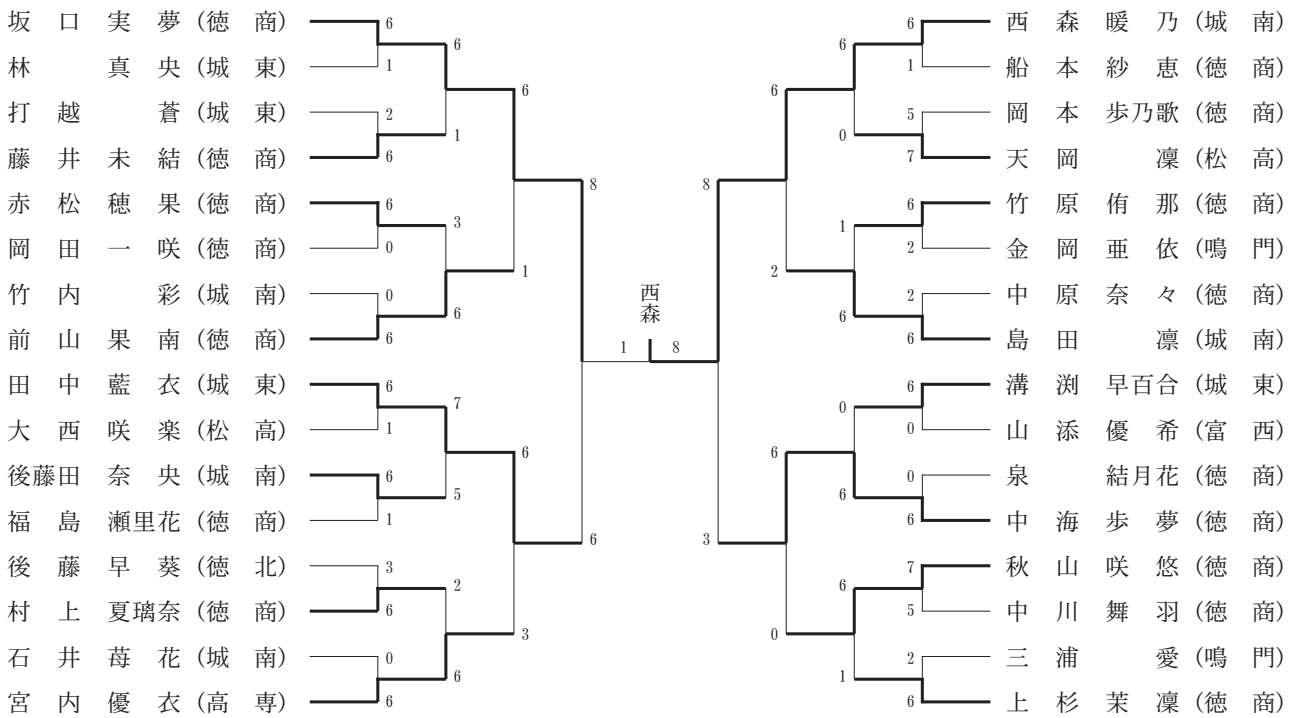 坂口実夢(徳商)
林真央(城東)
打越蒼(城東)
藤井未結(徳商)
赤松穂果(徳商)
岡田一咲(徳商)
竹内彩(城南)
前山果南(徳商)
田中藍衣(城東)
大西咲楽(松高)
後藤田奈央(城南)
福島瀬里花(徳商)
後藤早葵(徳北)
村上夏璃奈(徳商)
石井苺花(城南)
宮内優衣(高専)
6
1
2
6
6
0
0
6
6
1
6
1
3
6
0
6
6
1
3
6
7
5
2
6
6
1
6
3
8
6
1
西森
8
8
3
6
2
6
0
6
0
1
6
0
6
6
1
6
1
5
7
6
2
2
6
6
0
0
6
7
5
2
6
西森暖乃(城南)
船本紗恵(徳商)
岡本歩乃歌(徳商)
天岡凜(松高)
竹原侑那(徳商)
金岡亜依(鳴門)
中原奈々(徳商)
島田凛(城南)
溝渕早百合(城東)
山添優希(富西)
泉結月花(徳商)
中海歩夢(徳商)
秋山咲悠(徳商)
中川舞羽(徳商)
三浦愛(鳴門)
上杉茉凜(徳商)